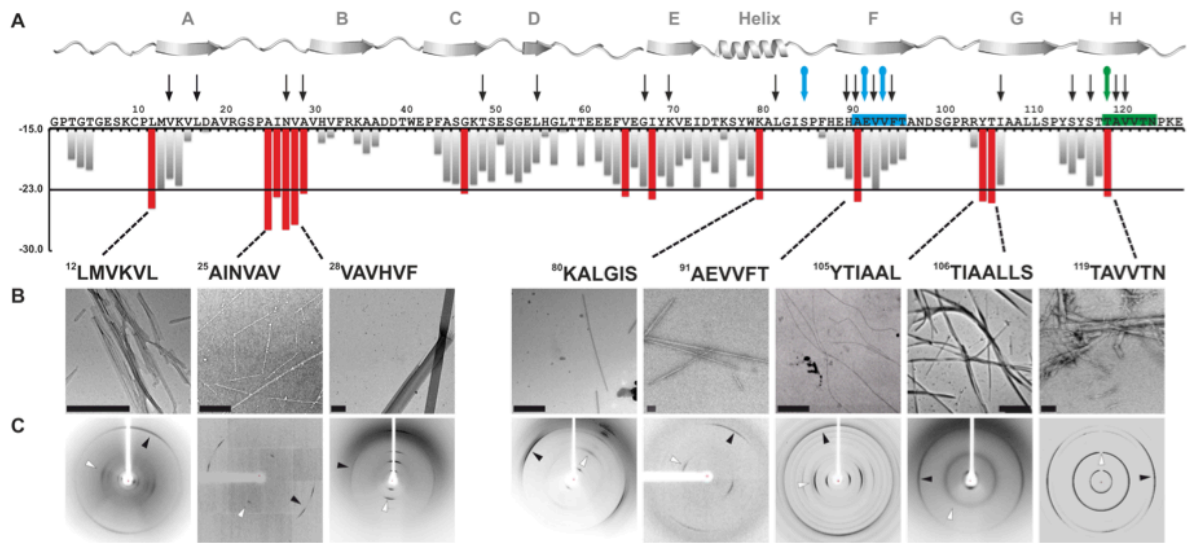 A B C D E Helix F G H
A
10 20 30 40 50 60 70 80 90 100 110 120
GPTGTGESKCPLMVKVLDAVRGSPAINVAVHVFRKAADDTWEPFASGKTSESGELHGLTTEEEFVEGIYKVEIDTKSYWKALGISPFHEHAEVVFTANDSGPRRYTIAALLSPYSYSTTAVVTNPKE
-15.0
-23.0
-30.0
¹²LMVKVL ²⁵AINVAV ²⁸VAVHVF ⁸⁰KALGIS ⁹¹AEVVFT ¹⁰⁵YTIAAL ¹⁰⁶TIAALLS ¹¹⁹TAVVTN
B
C